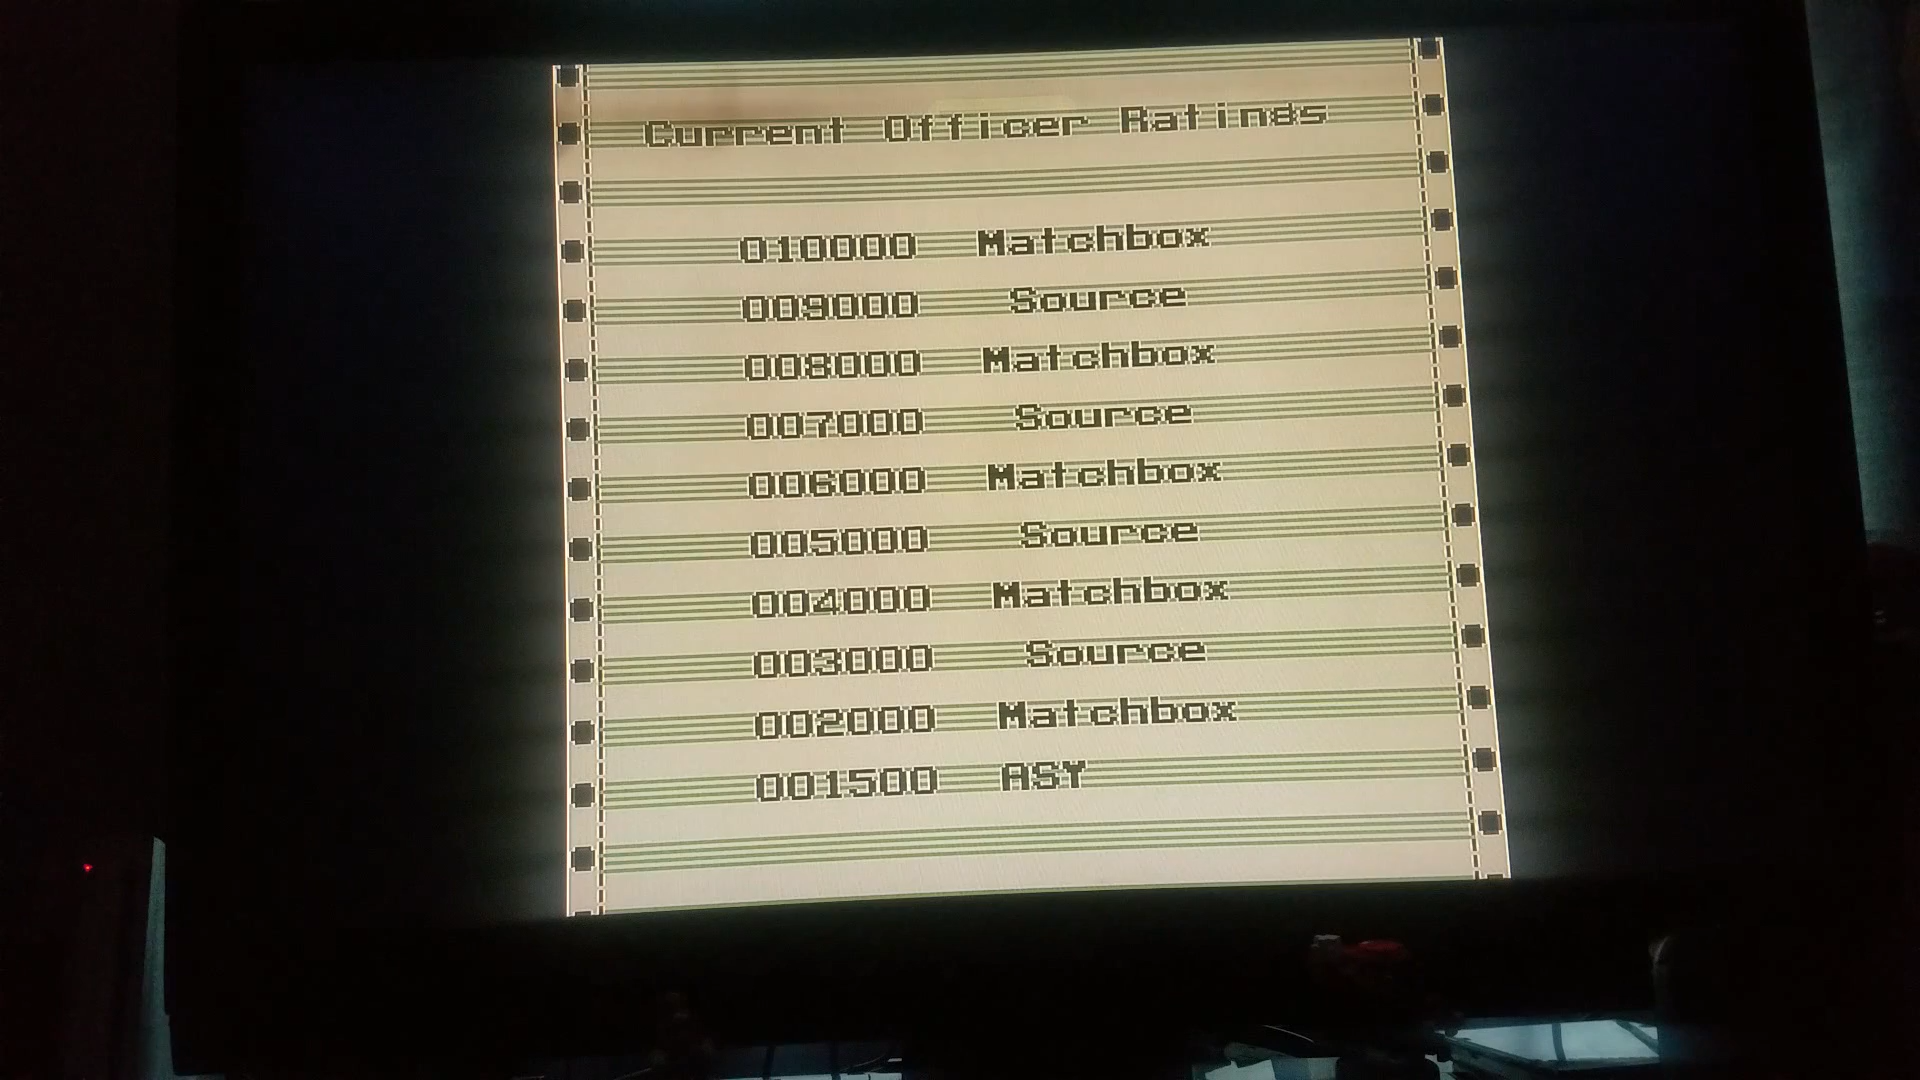 Current Officer Ratings
010000 Matchbox
009000 Source
008000 Matchbox
007000 Source
006000 Matchbox
005000 Source
004000 Matchbox
003000 Source
002000 Matchbox
001500 ASY